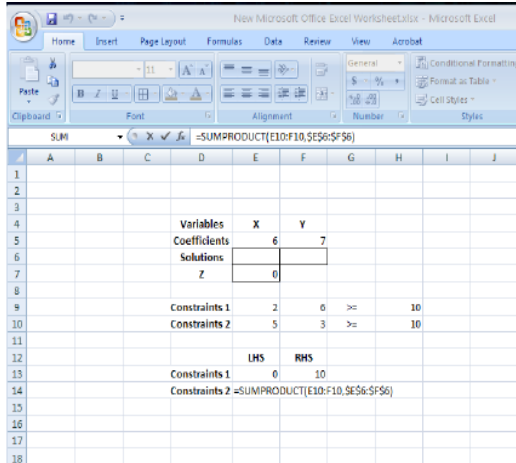 New Microsoft Office Excel Worksheet.xlsx - Microsoft Excel
Home Insert Page Layout Formulas Data Review View Acrobat
Paste
11 A A General Conditional Formatting
B I U $ % , Format as Table
Cell Styles
Clipboard Font Alignment Number Styles
SUM X ✓ fx =SUMPRODUCT(E10:F10,$E$6:$F$6)
A B C D E F G H I J
1
2
3
4 Variables X Y
5 Coefficients 6 7
6 Solutions
7 Z 0
8
9 Constraints 1 2 6 >= 10
10 Constraints 2 5 3 >= 10
11
12 LHS RHS
13 Constraints 1 0 10
14 Constraints 2 =SUMPRODUCT(E10:F10,$E$6:$F$6)
15
16
17
18